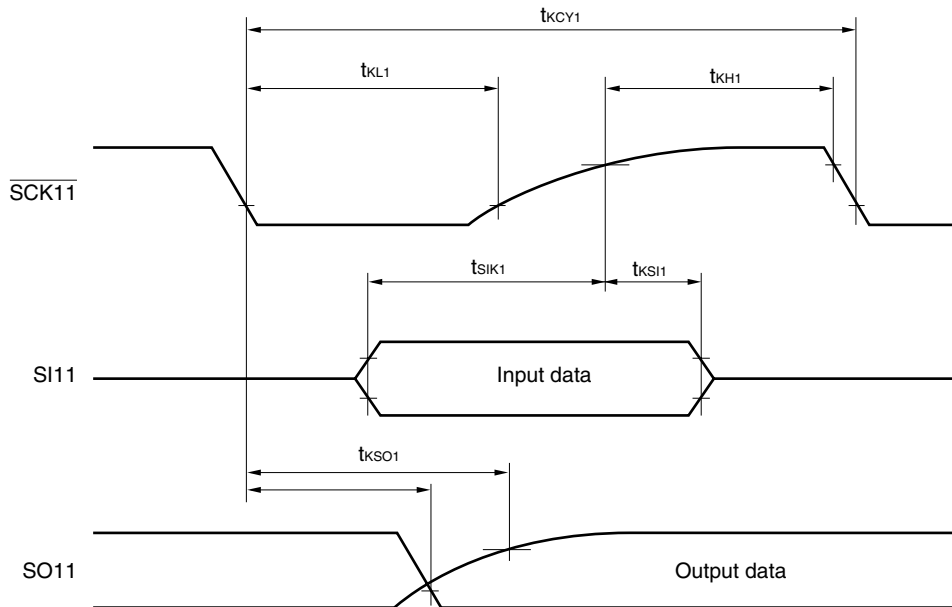 tKCY1
tKL1
tKH1
SCK11
tSIK1
tKSI1
SI11
Input data
tKSO1
SO11
Output data